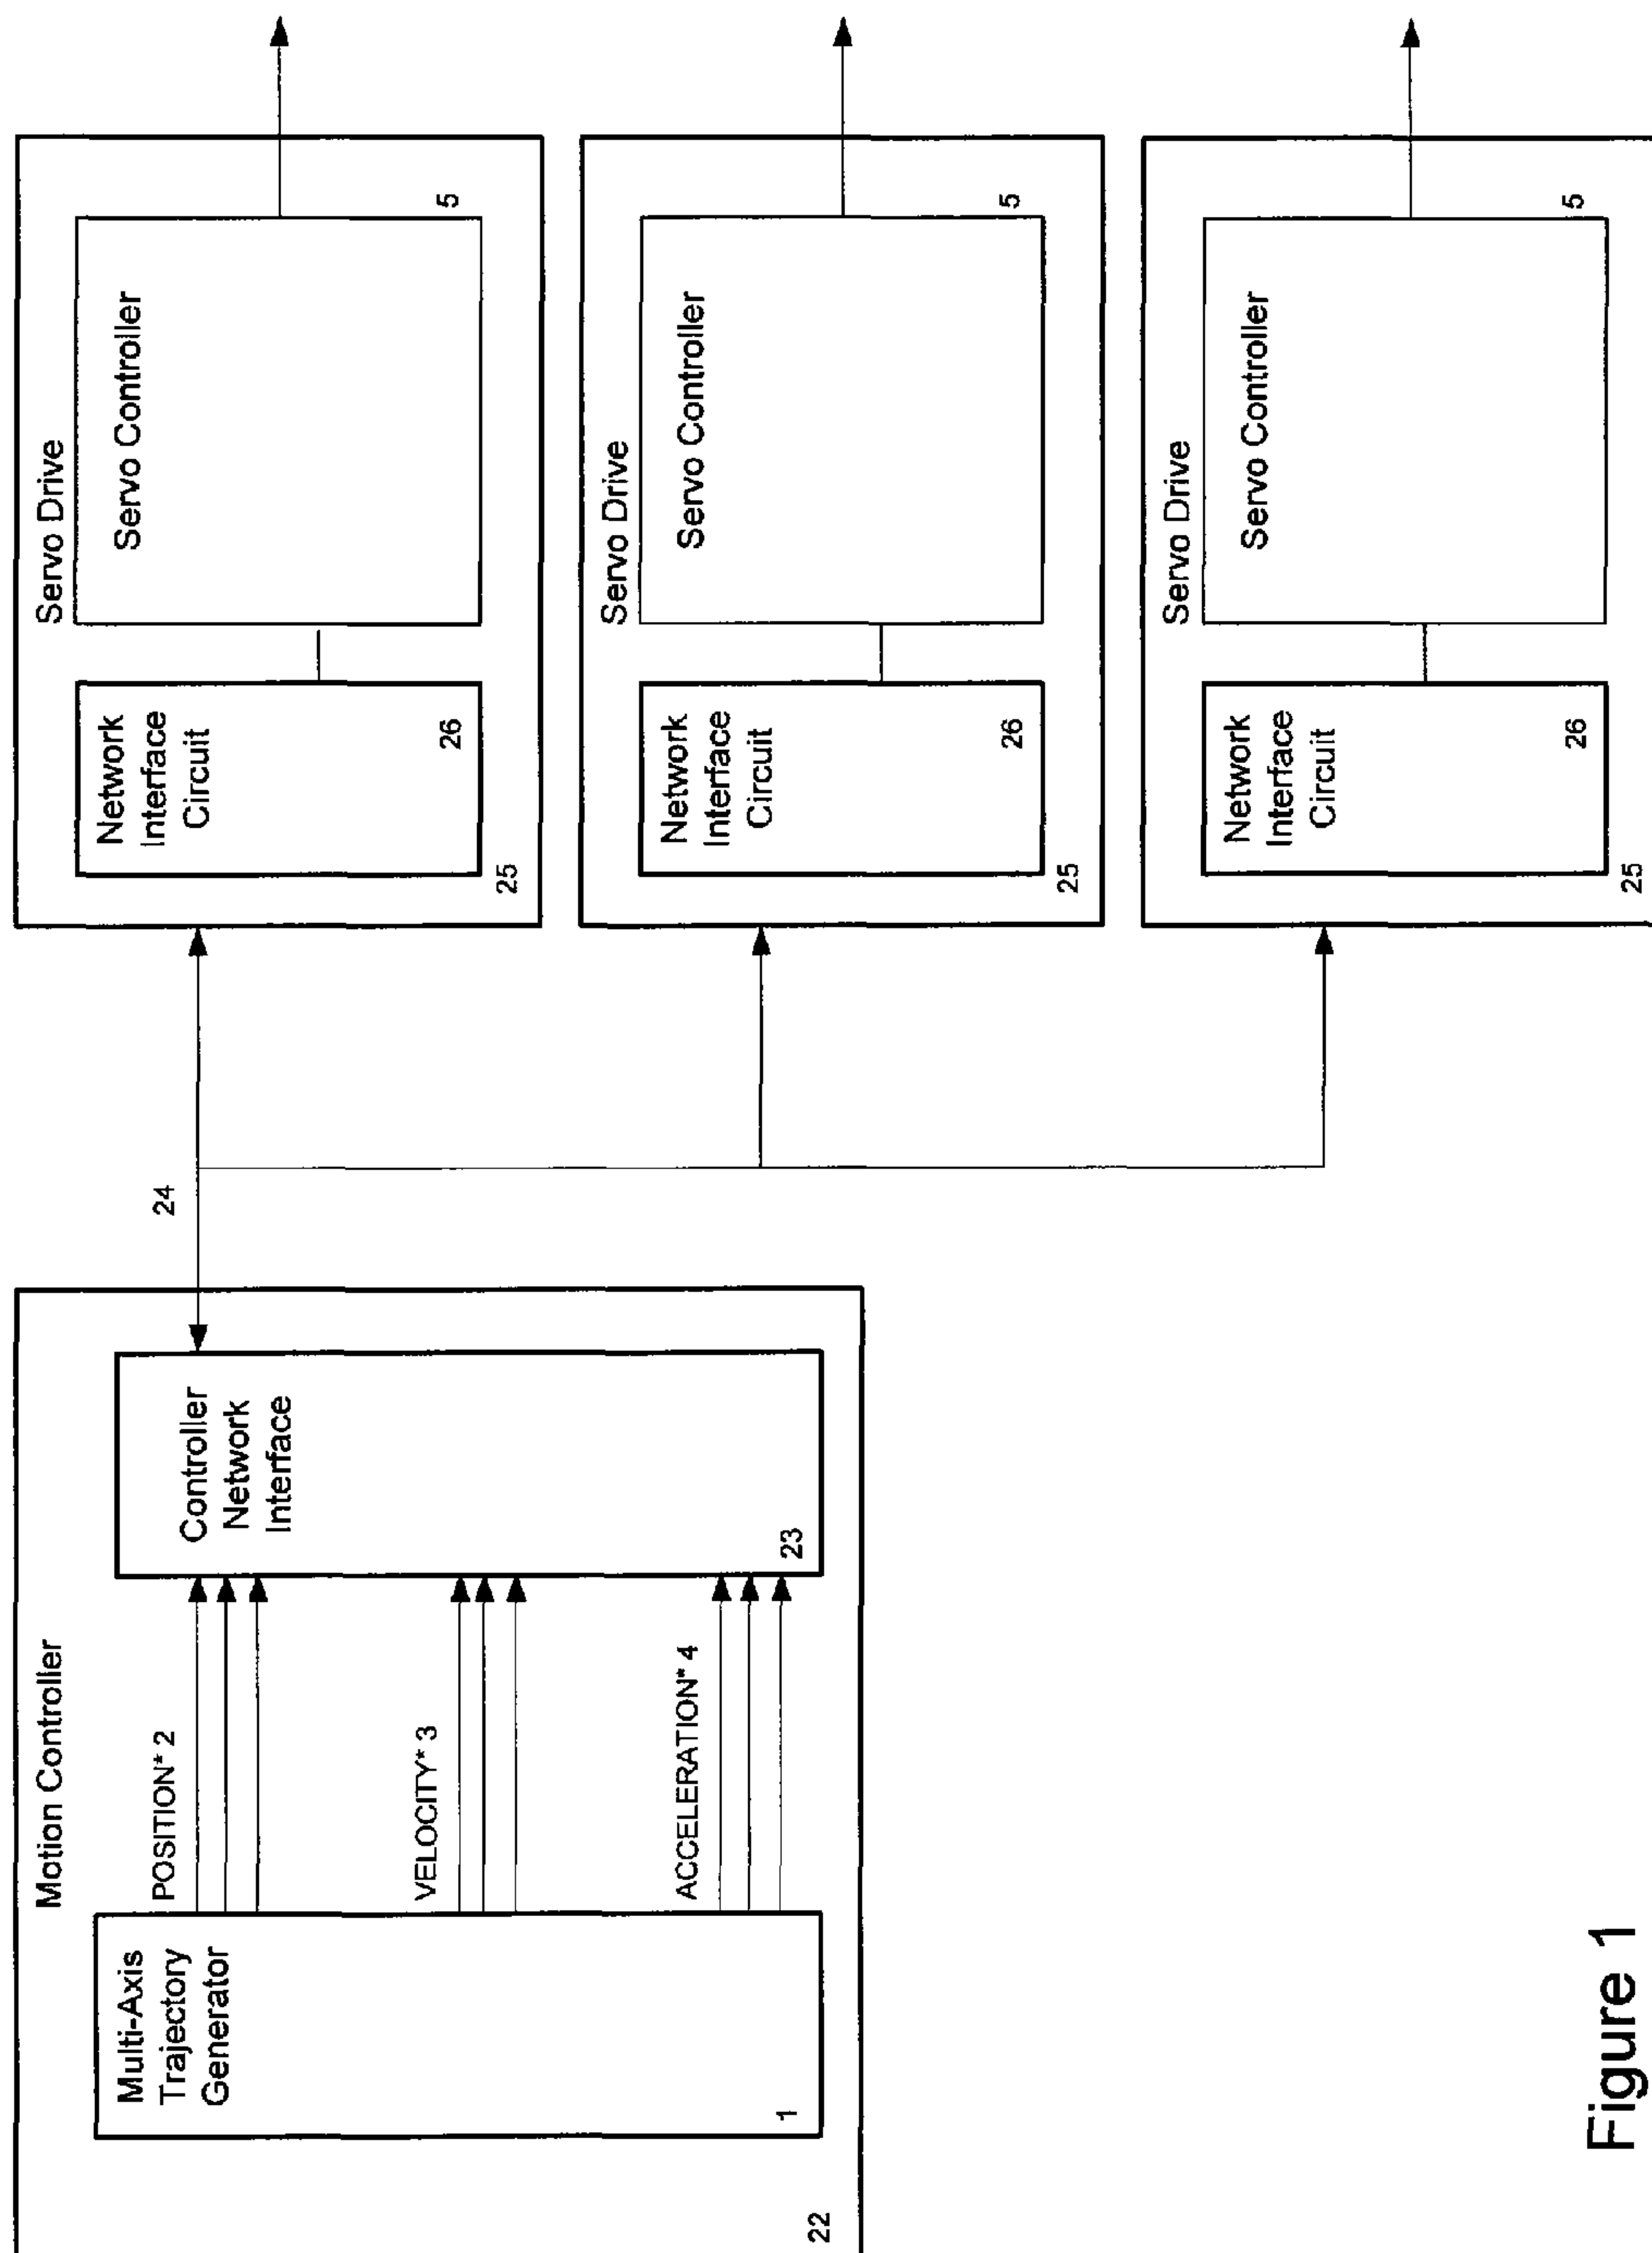 Motion Controller
Multi-Axis
Trajectory
Generator
1
POSITION* 2
VELOCITY* 3
ACCELERATION* 4
Controller
Network
Interface
23
22
24
Servo Drive
Network
Interface
Circuit
26
Servo Controller
5
25
Servo Drive
Network
Interface
Circuit
26
Servo Controller
5
25
Servo Drive
Network
Interface
Circuit
26
Servo Controller
5
25
Figure 1